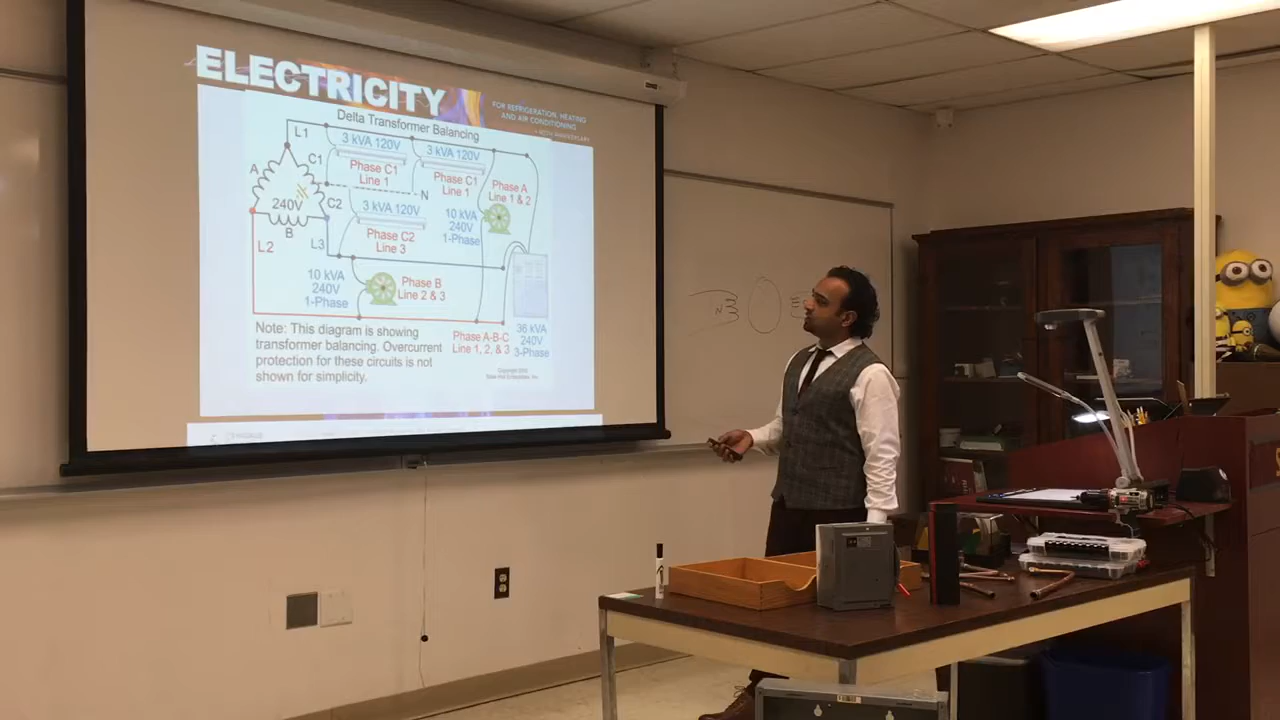 ELECTRICITY
FOR REFRIGERATION, HEATING
AND AIR CONDITIONING
Delta Transformer Balancing
L1
3 kVA 120V
3 kVA 120V
C1
Phase C1
Line 1
Phase C1
Line 1
Phase A
Line 1 & 2
A
N
240V
C2
3 kVA 120V
10 kVA
240V
1-Phase
B
Phase C2
Line 3
L2
L3
10 kVA
240V
1-Phase
Phase B
Line 2 & 3
Note: This diagram is showing
transformer balancing. Overcurrent
protection for these circuits is not
shown for simplicity.
Phase A-B-C
Line 1, 2, & 3
36 kVA
240V
3-Phase
N